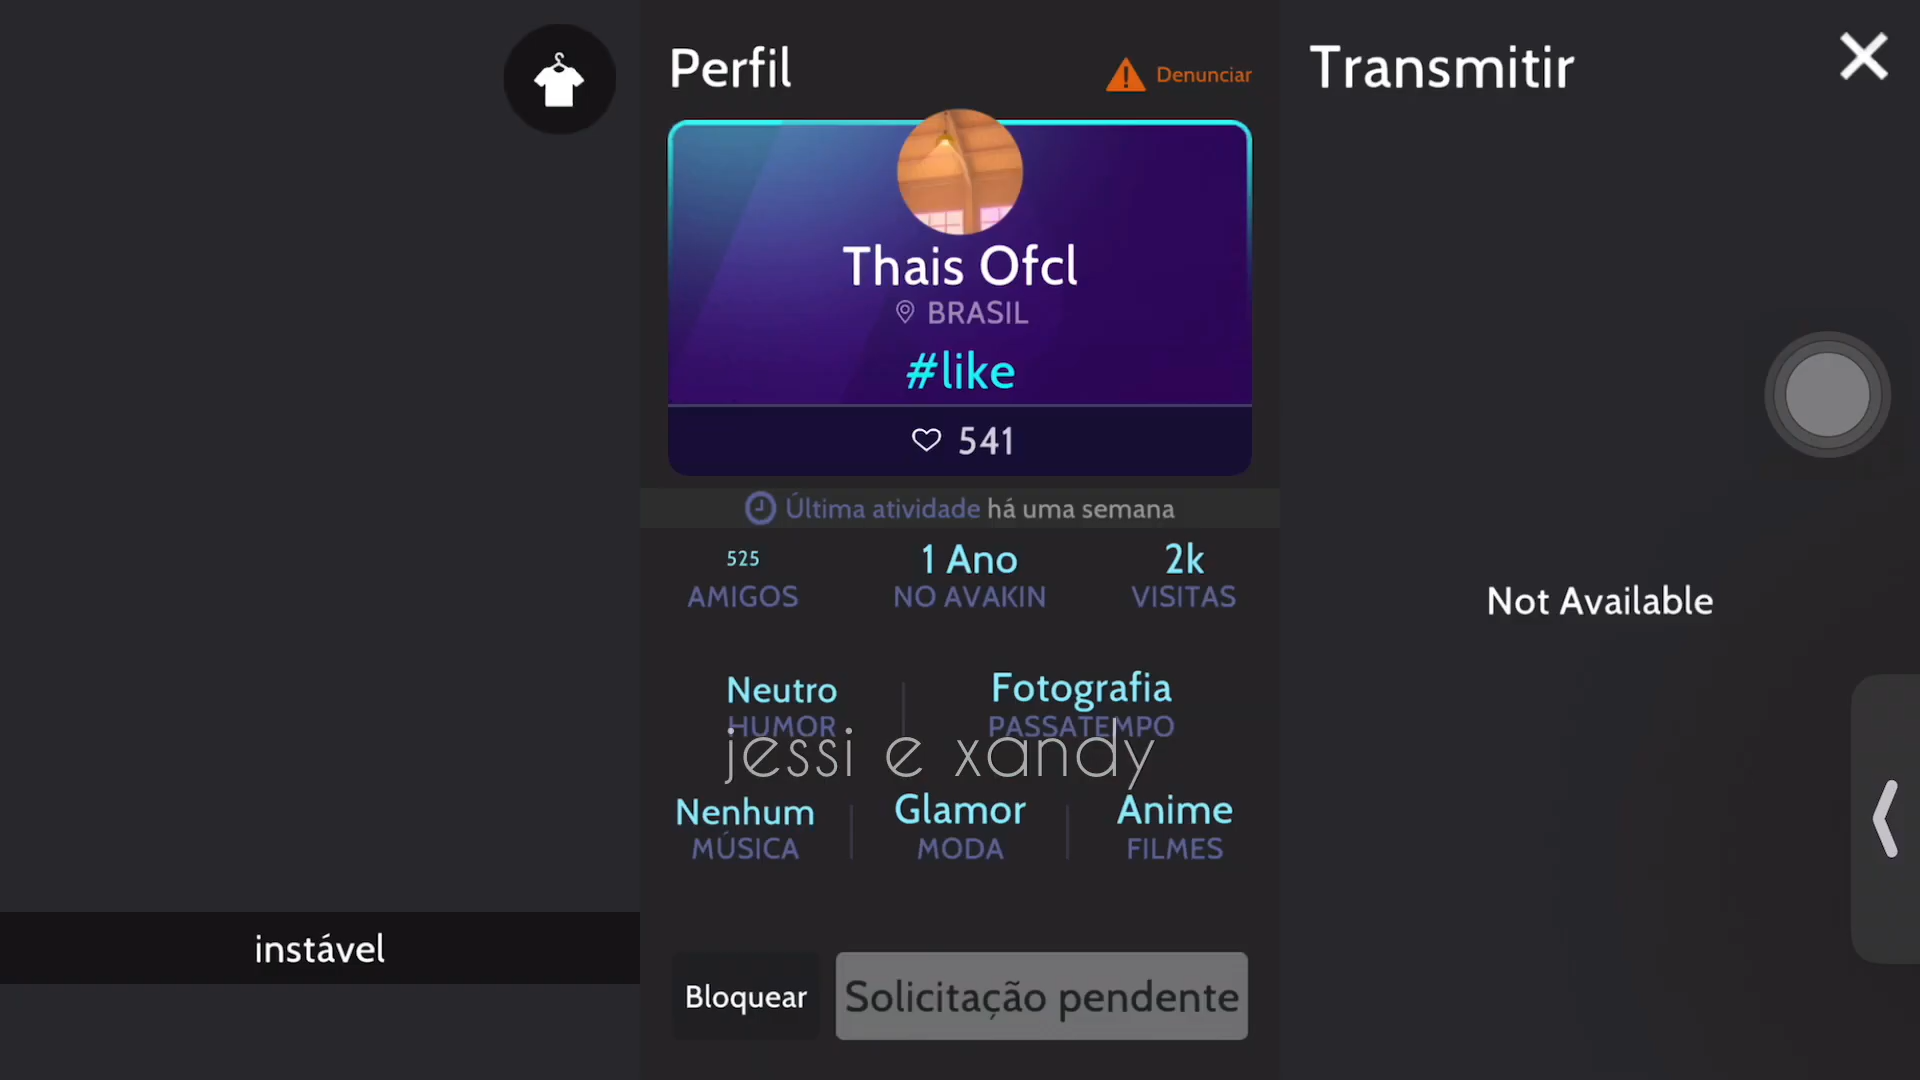 Perfil
Denunciar
Transmitir
Thais Ofcl
BRASIL
#like
541
Última atividade há uma semana
525 1 Ano 2k
AMIGOS NO AVAKIN VISITAS
Not Available
Neutro Fotografia
HUMOR PASSATEMPO
jessi e xandy
Nenhum Glamor Anime
MÚSICA MODA FILMES
instável
Bloquear Solicitação pendente